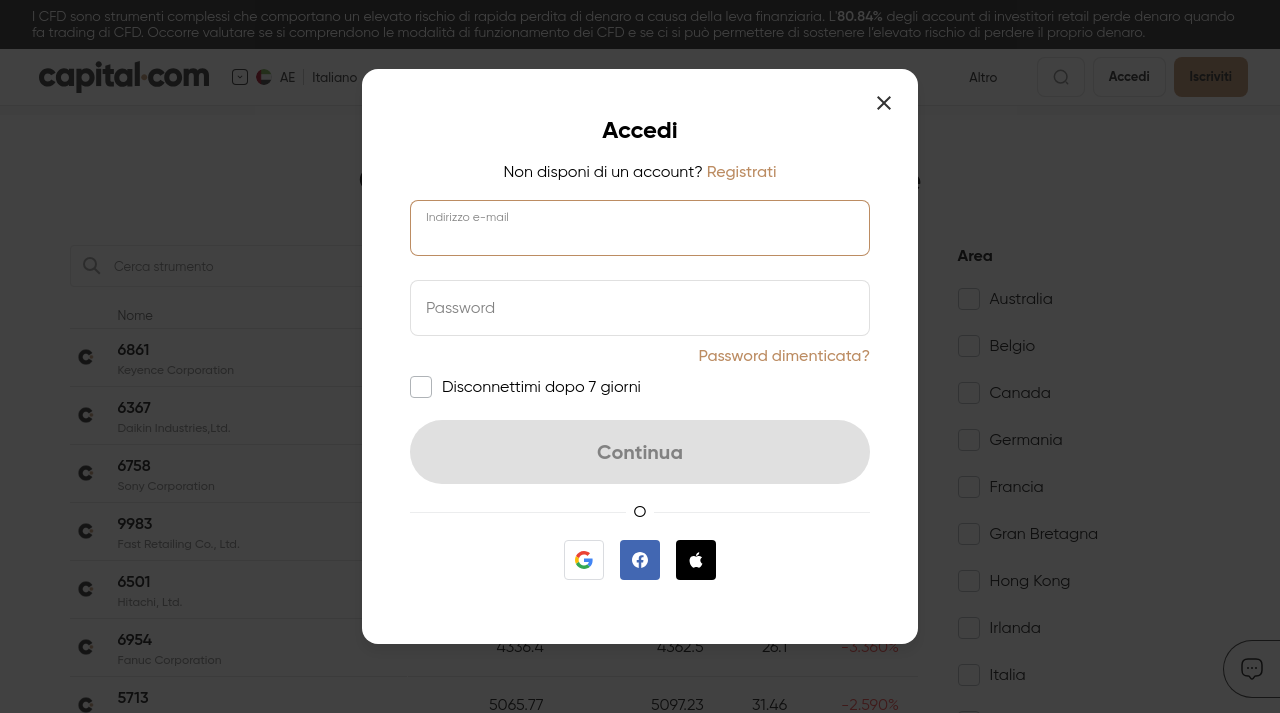 I CFD sono strumenti complessi che comportano un elevato rischio di rapida perdita di denaro a causa della leva finanziaria. L'80.84% degli account di investitori retail perde denaro quando
fa trading di CFD. Occorre valutare se si comprendono le modalità di funzionamento dei CFD e se ci si può permettere di sostenere l'elevato rischio di perdere il proprio denaro.
capital.com
AE
Italiano
Altro
Accedi
Iscriviti
Accedi
Non disponi di un account? Registrati
Indirizzo e-mail
Password
Password dimenticata?
Disconnettimi dopo 7 giorni
Continua
O
Cerca strumento
Nome
6861
Keyence Corporation
6367
Daikin Industries,Ltd.
6758
Sony Corporation
9983
Fast Retailing Co., Ltd.
6501
Hitachi, Ltd.
6954
Fanuc Corporation
4336.4 4362.5 26.1 -3.360%
5713
5065.77 5097.23 31.46 -2.590%
Area
Australia
Belgio
Canada
Germania
Francia
Gran Bretagna
Hong Kong
Irlanda
Italia